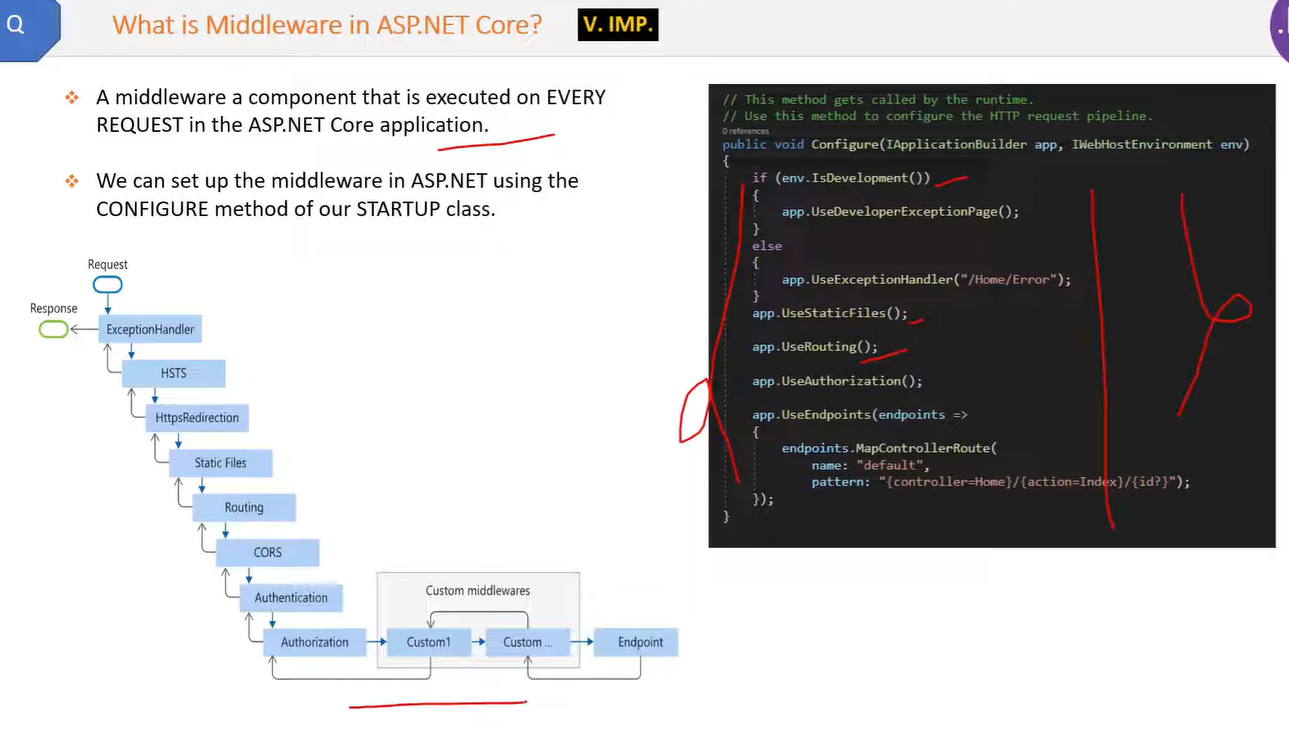 Q
What is Middleware in ASP.NET Core?
V. IMP.
A middleware a component that is executed on EVERY
REQUEST in the ASP.NET Core application.
We can set up the middleware in ASP.NET using the
CONFIGURE method of our STARTUP class.
Request
Response
ExceptionHandler
HSTS
HttpsRedirection
Static Files
Routing
CORS
Authentication
Authorization
Custom middlewares
Custom1
Custom ...
Endpoint
// This method gets called by the runtime.
// Use this method to configure the HTTP request pipeline.
0 references
public void Configure(IApplicationBuilder app, IWebHostEnvironment env)
{
if (env.IsDevelopment())
{
app.UseDeveloperExceptionPage();
}
else
{
app.UseExceptionHandler("/Home/Error");
}
app.UseStaticFiles();
app.UseRouting();
app.UseAuthorization();
app.UseEndpoints(endpoints =>
{
endpoints.MapControllerRoute(
name: "default",
pattern: "{controller=Home}/{action=Index}/{id?}");
});
}